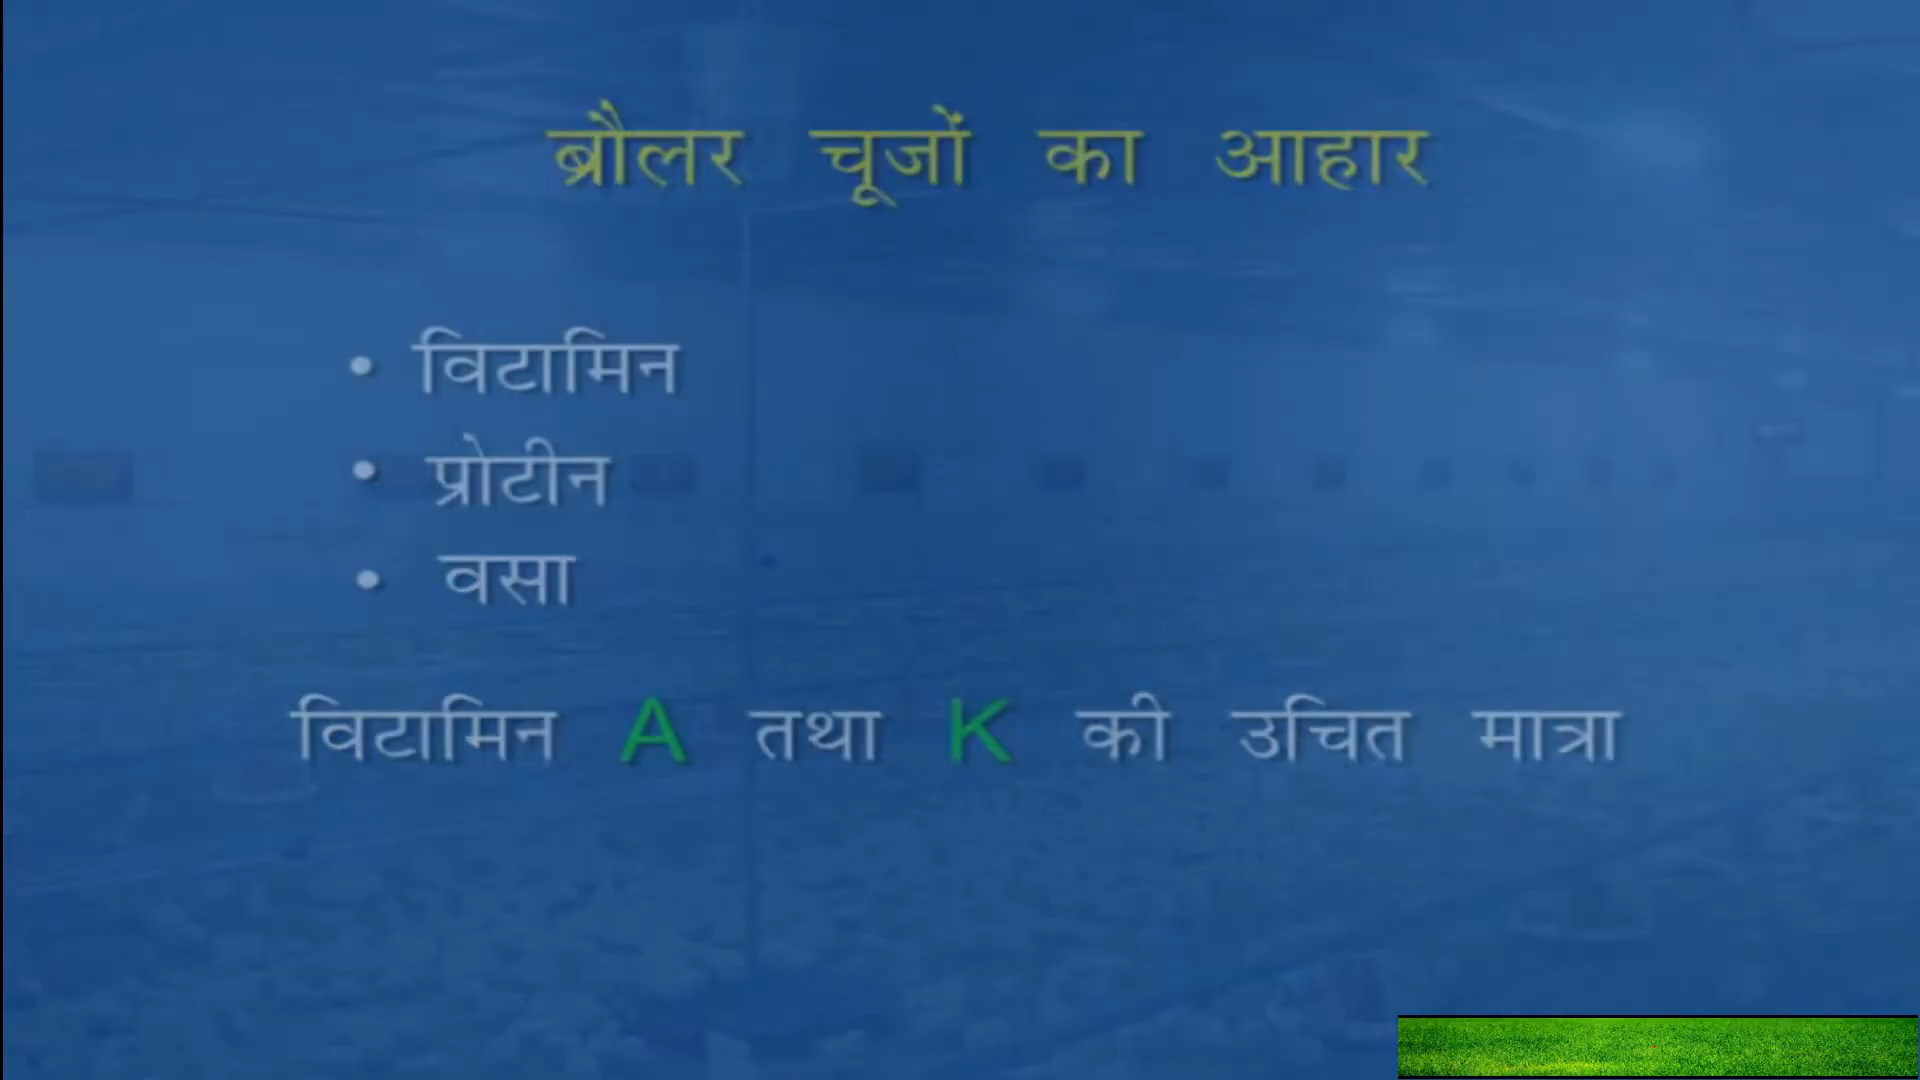 ब्रौलर चूजों का आहार
• विटामिन
• प्रोटीन
• वसा
विटामिन A तथा K की उचित मात्रा